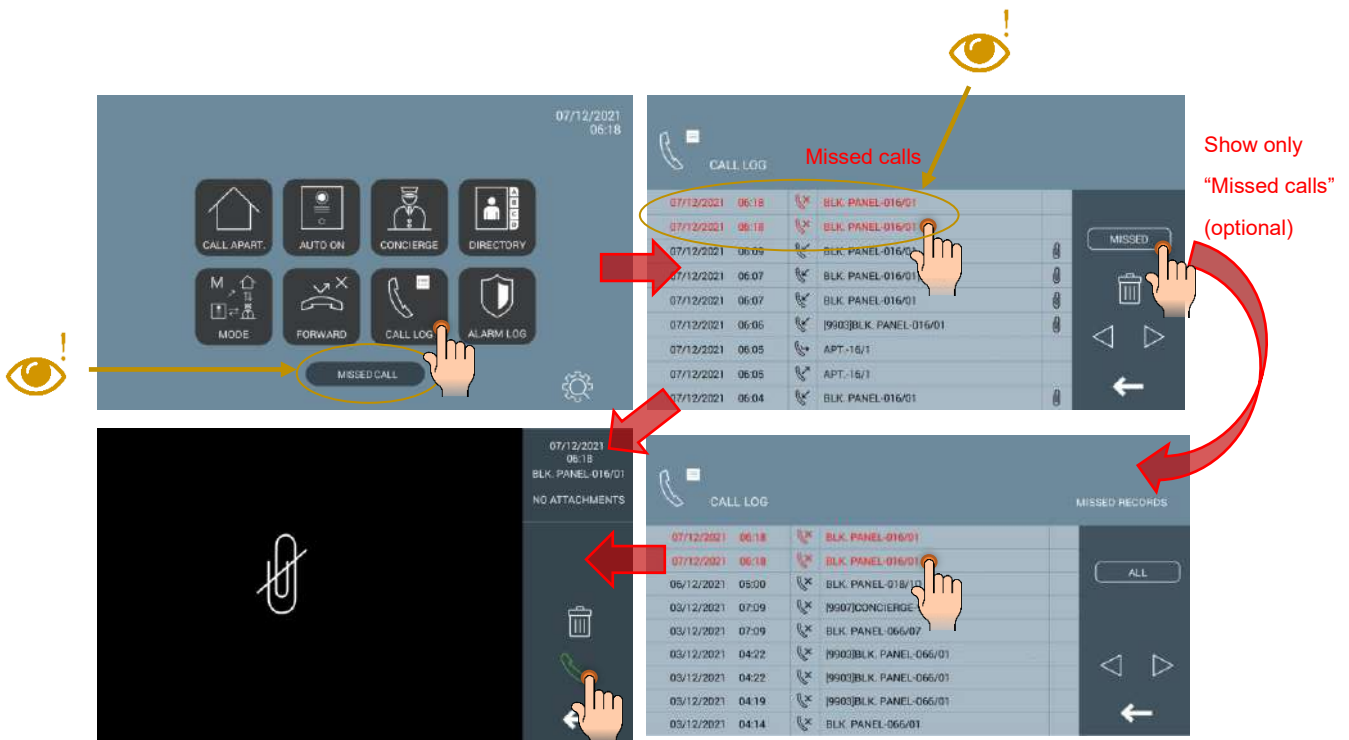 !
07/12/2021
06:18
CALL APART.
AUTO ON
CONCIERGE
DIRECTORY
A
B
C
D
M
MODE
FORWARD
CALL LOG
ALARM LOG
MISSED CALL
!
CALL LOG
Missed calls
07/12/2021 06:18 BLK. PANEL-016/01
07/12/2021 06:18 BLK. PANEL-016/01
07/12/2021 06:09 BLK. PANEL-016/01
07/12/2021 06:07 BLK. PANEL-016/01
07/12/2021 06:07 BLK. PANEL-016/01
07/12/2021 06:06 [9903]BLK. PANEL-016/01
07/12/2021 06:05 APT.-16/1
07/12/2021 06:05 APT.-16/1
07/12/2021 06:04 BLK. PANEL-016/01
MISSED
Show only
“Missed calls”
(optional)
07/12/2021
06:18
BLK. PANEL-016/01
NO ATTACHMENTS
CALL LOG
MISSED RECORDS
07/12/2021 06:18 BLK. PANEL-016/01
07/12/2021 06:18 BLK. PANEL-016/01
06/12/2021 05:00 BLK. PANEL-018/10
03/12/2021 07:09 [9907]CONCIERGE-
03/12/2021 07:09 BLK. PANEL-066/07
03/12/2021 04:22 [9903]BLK. PANEL-066/01
03/12/2021 04:22 [9903]BLK. PANEL-066/01
03/12/2021 04:19 [9903]BLK. PANEL-066/01
03/12/2021 04:14 BLK. PANEL-066/01
ALL